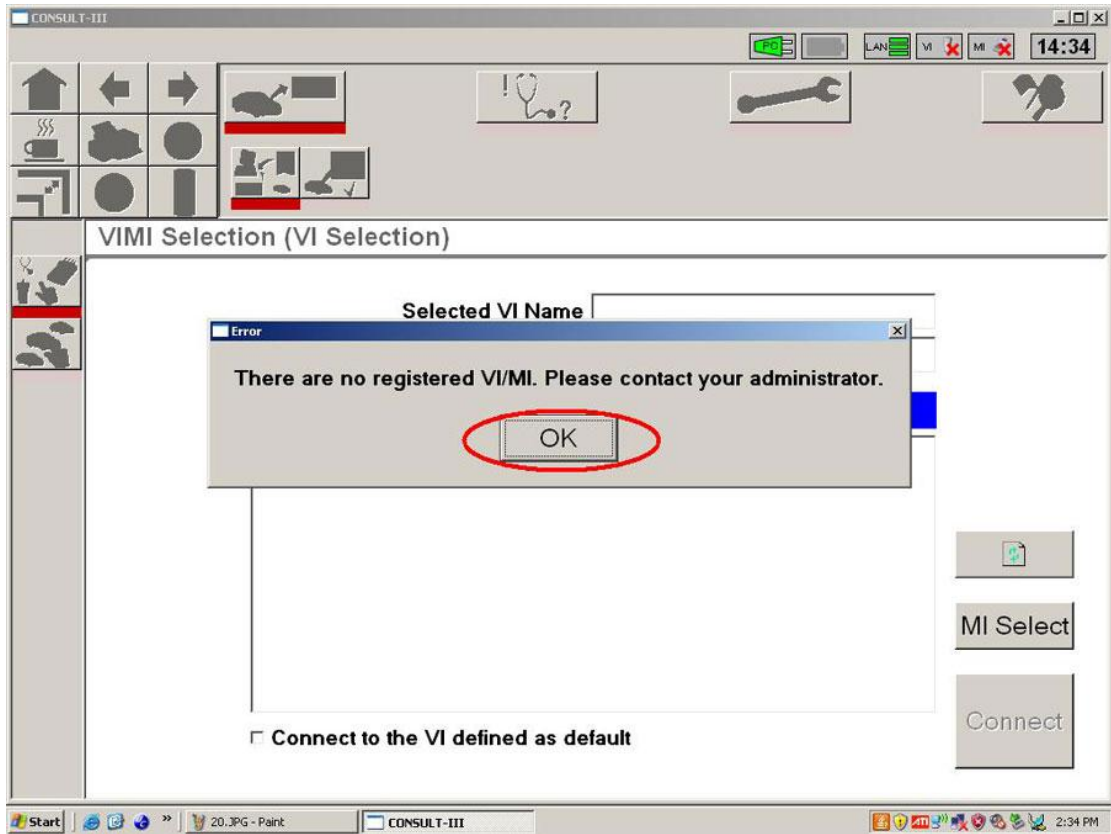 CONSULT-III
PC
LAN
VI
MI
14:34
! ?
VIMI Selection (VI Selection)
Selected VI Name
Error
There are no registered VI/MI. Please contact your administrator.
OK
MI Select
Connect
Connect to the VI defined as default
Start
»
20.JPG - Paint
CONSULT-III
ATI
2:34 PM